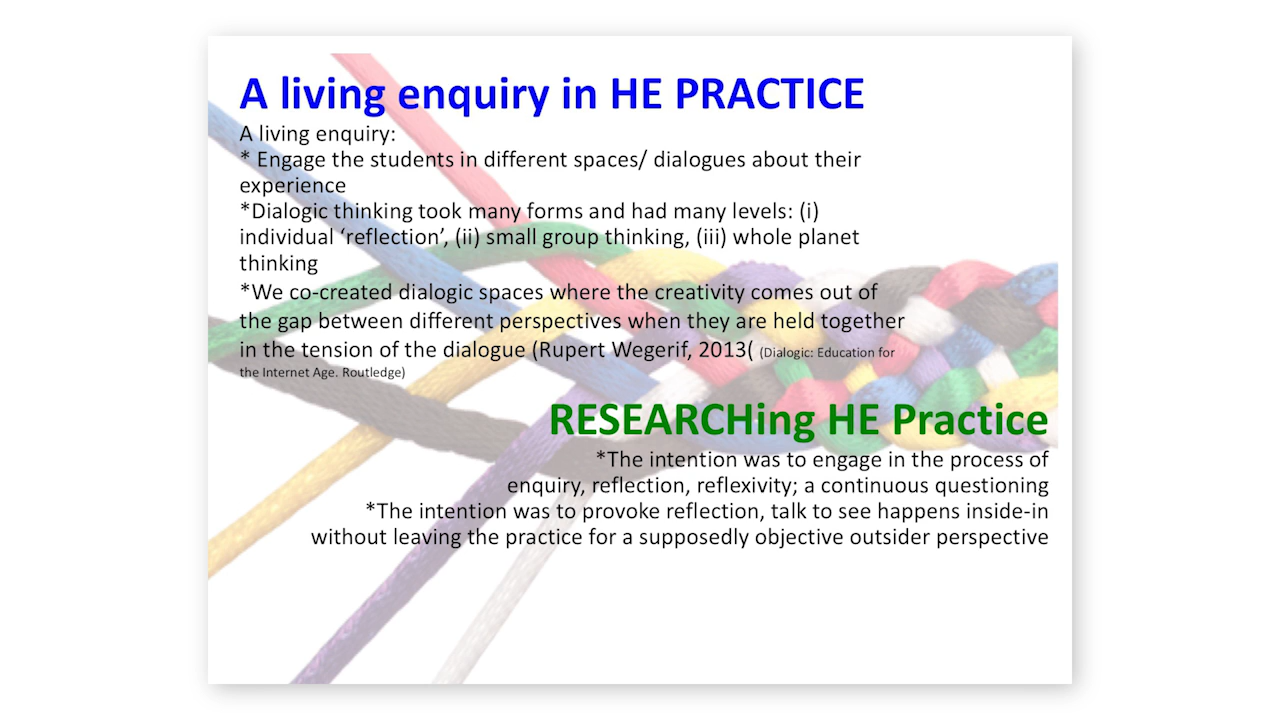 A living enquiry in HE PRACTICE
A living enquiry:
* Engage the students in different spaces/ dialogues about their
experience
*Dialogic thinking took many forms and had many levels: (i)
individual ‘reflection’, (ii) small group thinking, (iii) whole planet
thinking
*We co-created dialogic spaces where the creativity comes out of
the gap between different perspectives when they are held together
in the tension of the dialogue (Rupert Wegerif, 2013( (Dialogic: Education for
the Internet Age. Routledge)
RESEARCHing HE Practice
*The intention was to engage in the process of
enquiry, reflection, reflexivity; a continuous questioning
*The intention was to provoke reflection, talk to see happens inside-in
without leaving the practice for a supposedly objective outsider perspective